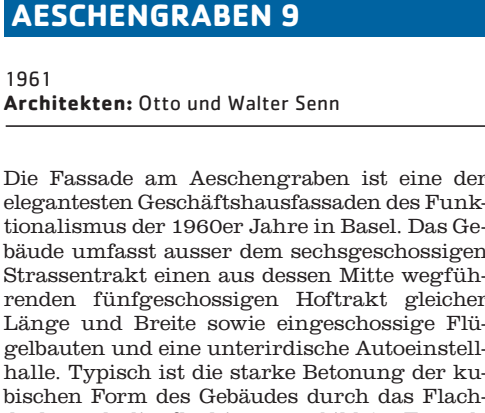 AESCHENGRABEN 9
1961
Architekten: Otto und Walter Senn
Die Fassade am Aeschengraben ist eine der
elegantesten Geschäftshausfassaden des Funk-
tionalismus der 1960er Jahre in Basel. Das Ge-
bäude umfasst ausser dem sechsgeschossigen
Strassentrakt einen aus dessen Mitte wegfüh-
renden fünfgeschossigen Hoftrakt gleicher
Länge und Breite sowie eingeschossige Flü-
gelbauten und eine unterirdische Autoeinstell-
halle. Typisch ist die starke Betonung der ku-
bischen Form des Gebäudes durch das Flach-